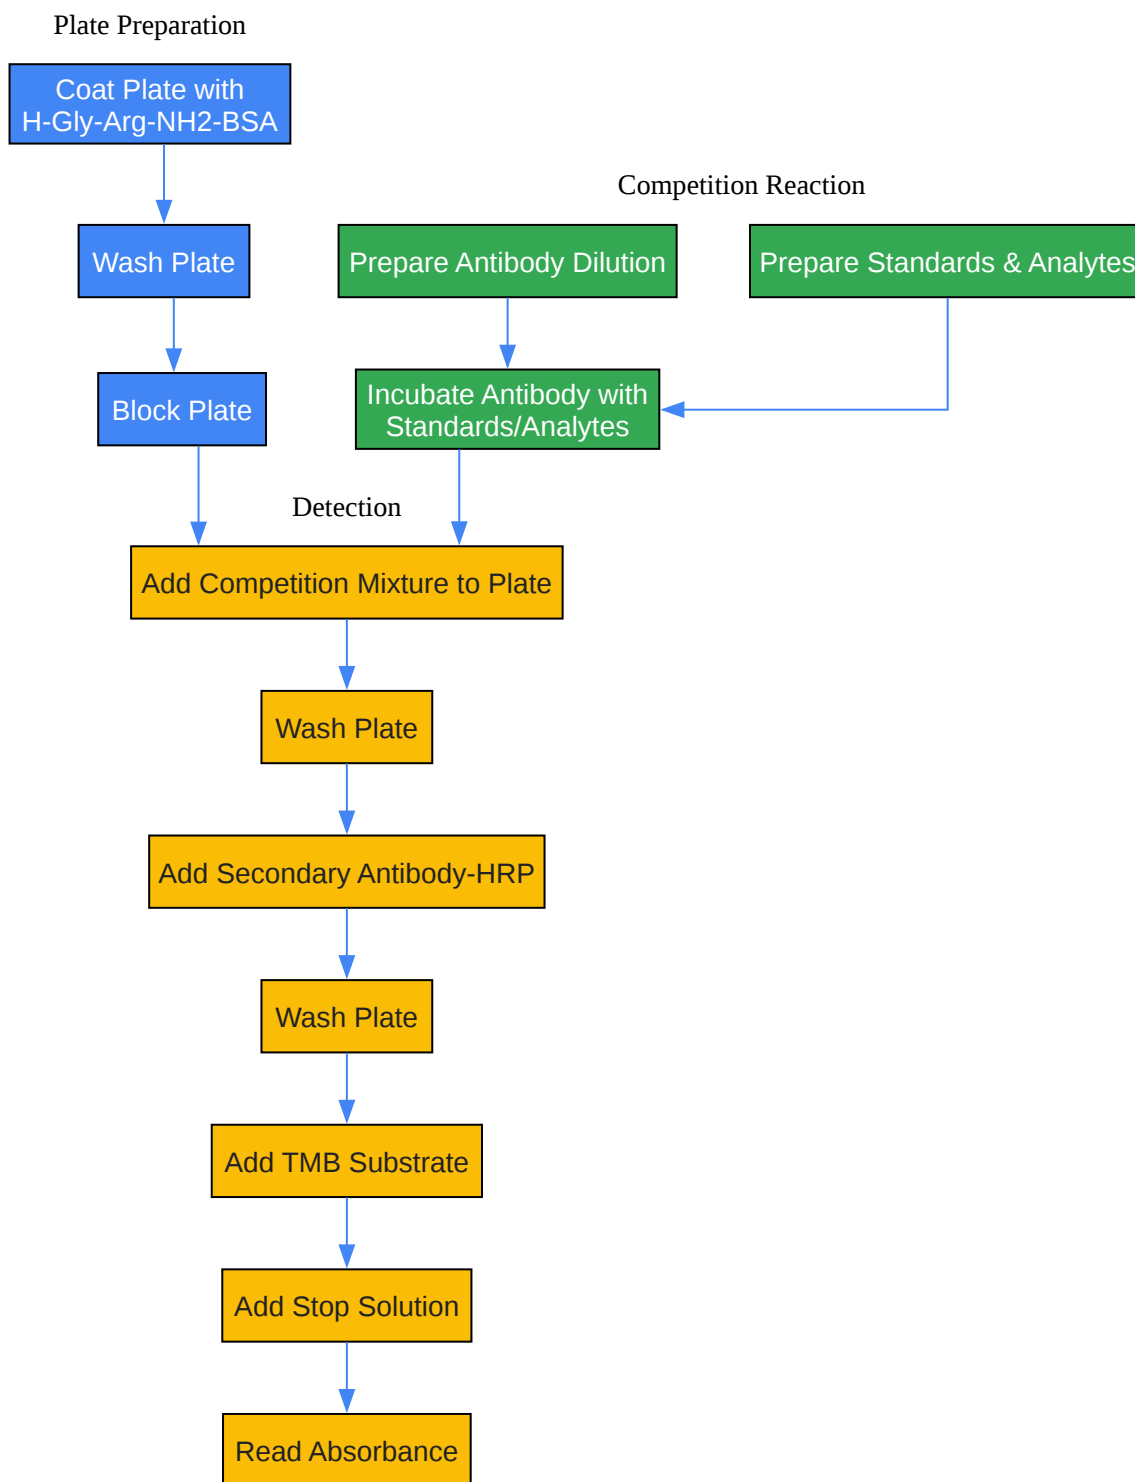 Plate Preparation
Coat Plate with
H-Gly-Arg-NH2-BSA
Competition Reaction
Wash Plate
Prepare Antibody Dilution
Prepare Standards & Analytes
Block Plate
Incubate Antibody with
Standards/Analytes
Detection
Add Competition Mixture to Plate
Wash Plate
Add Secondary Antibody-HRP
Wash Plate
Add TMB Substrate
Add Stop Solution
Read Absorbance